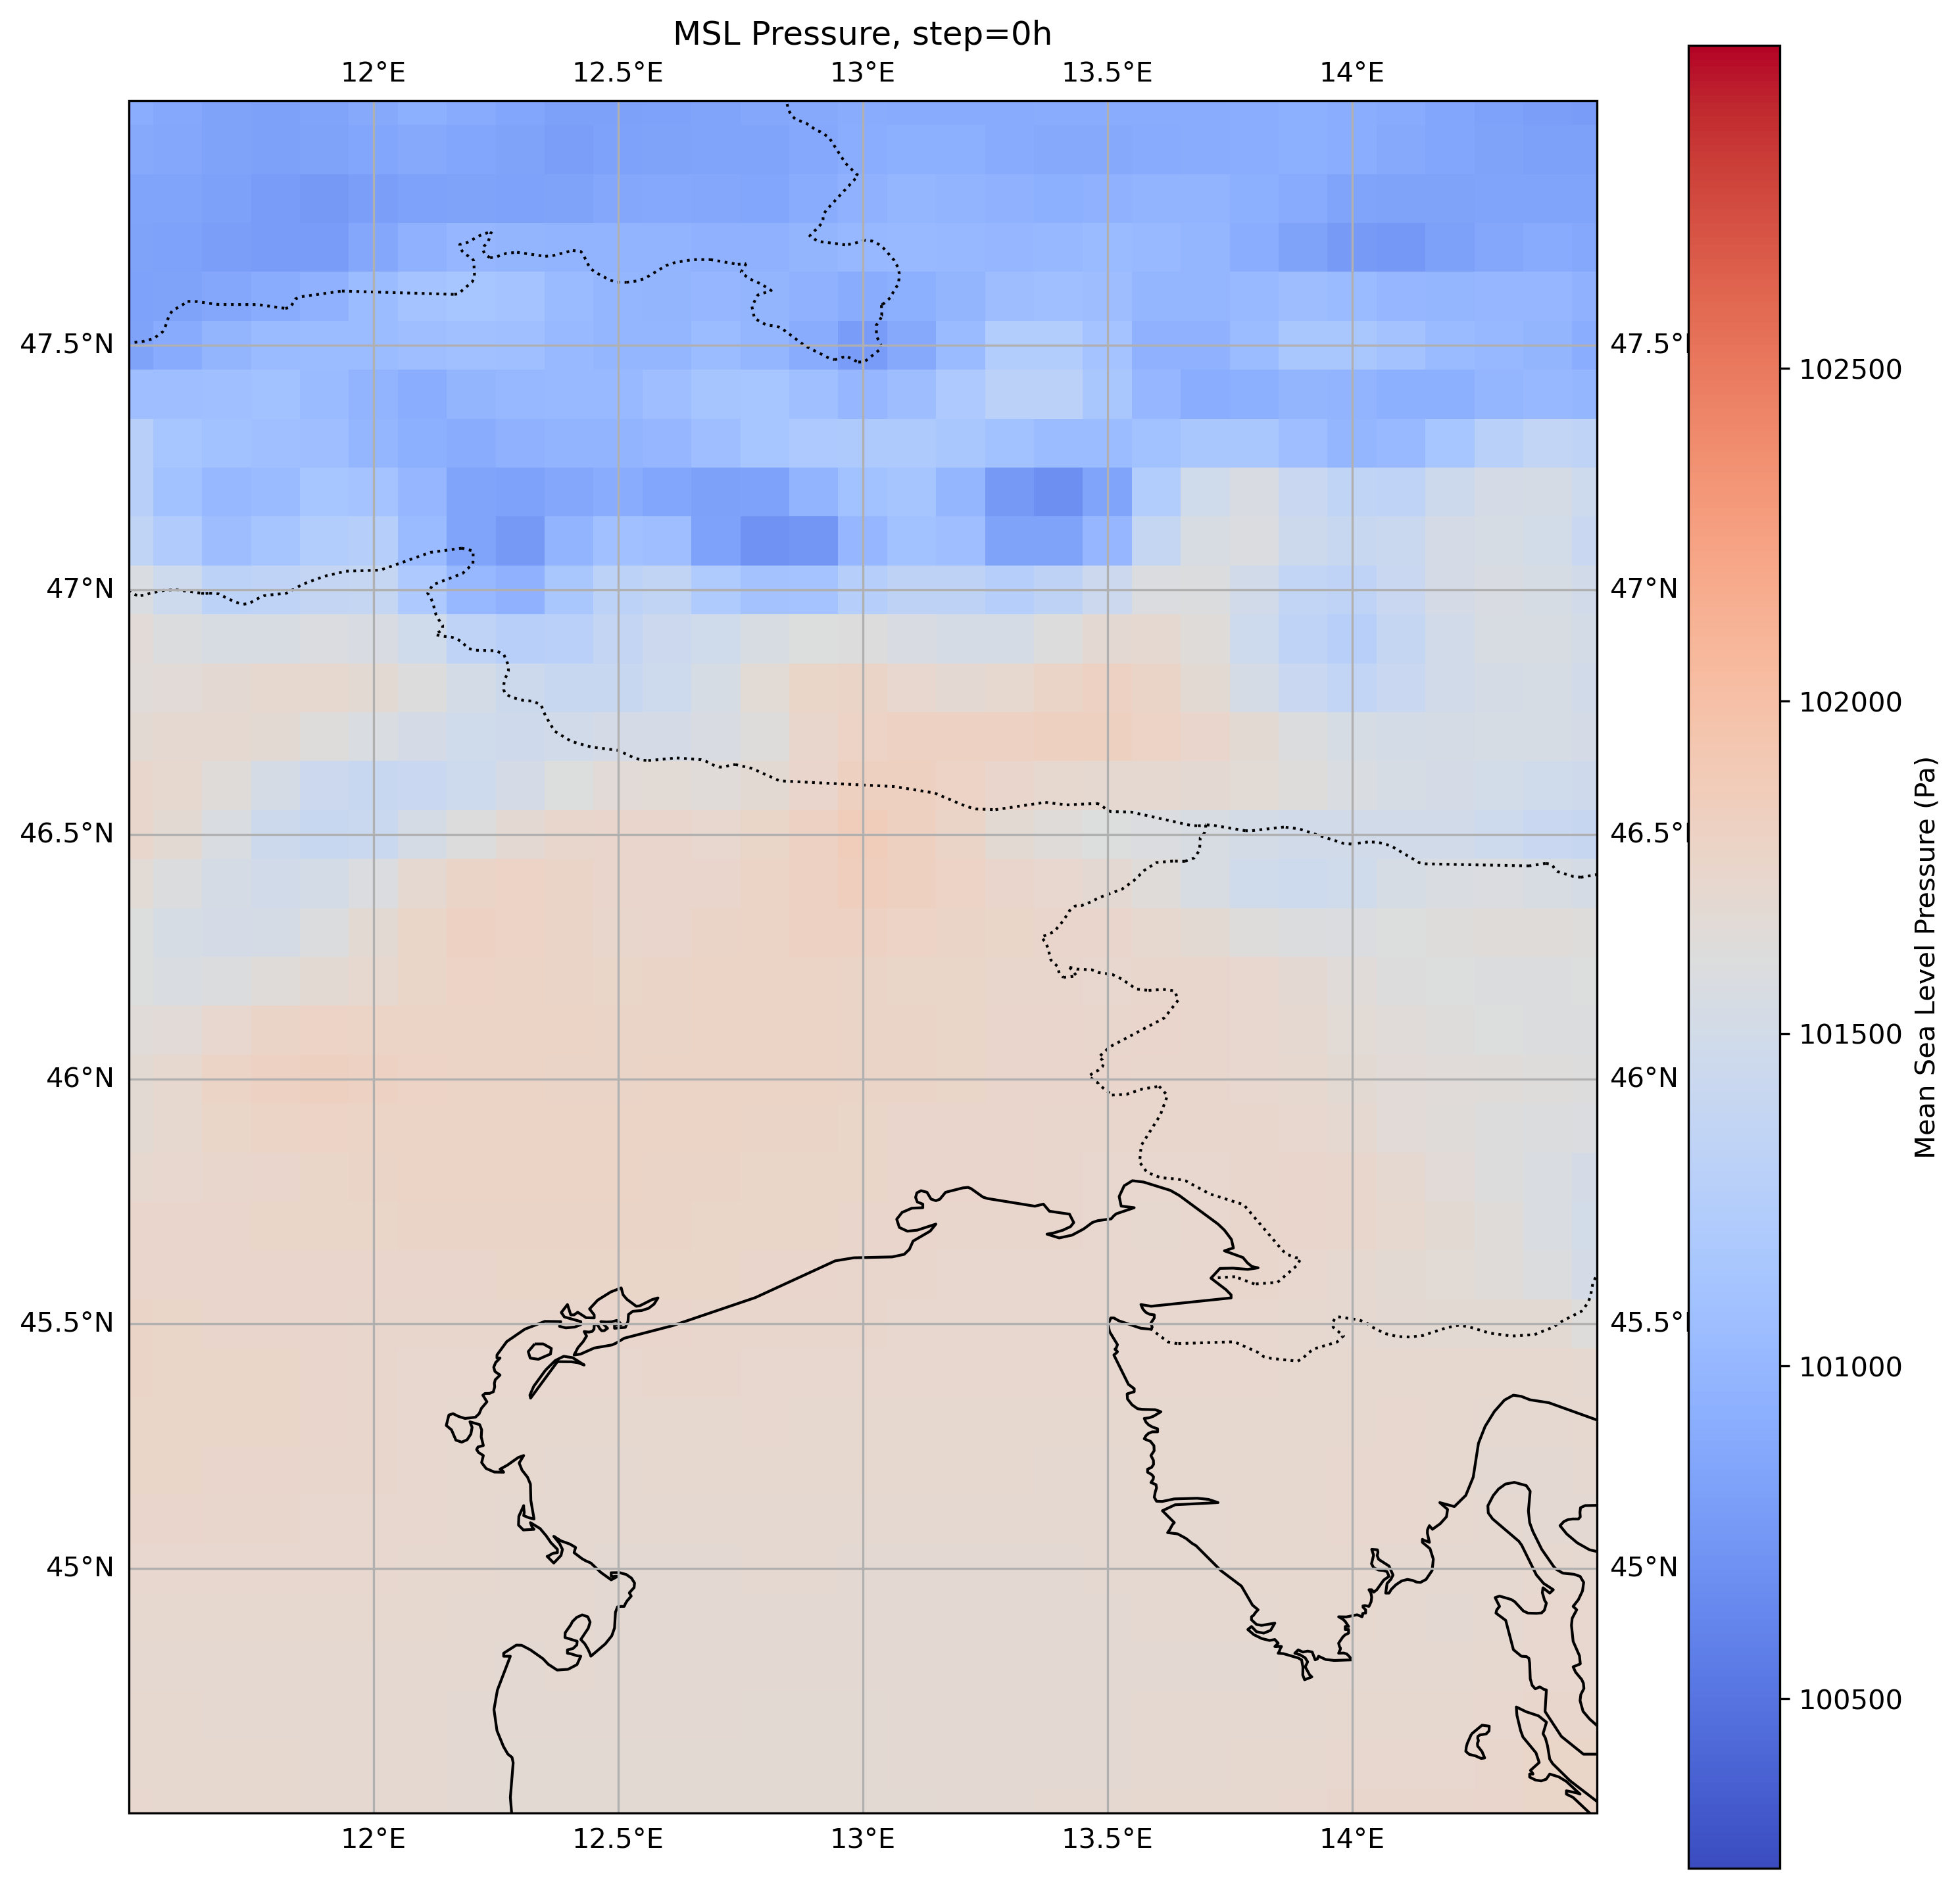 MSL Pressure, step=0h
12°E 12.5°E 13°E 13.5°E 14°E
47.5°N 47.5°
102500
47°N 47°N
102000
46.5°N 46.5°
101500
46°N 46°N
Mean Sea Level Pressure (Pa)
45.5°N 45.5°
101000
45°N 45°N
100500
12°E 12.5°E 13°E 13.5°E 14°E